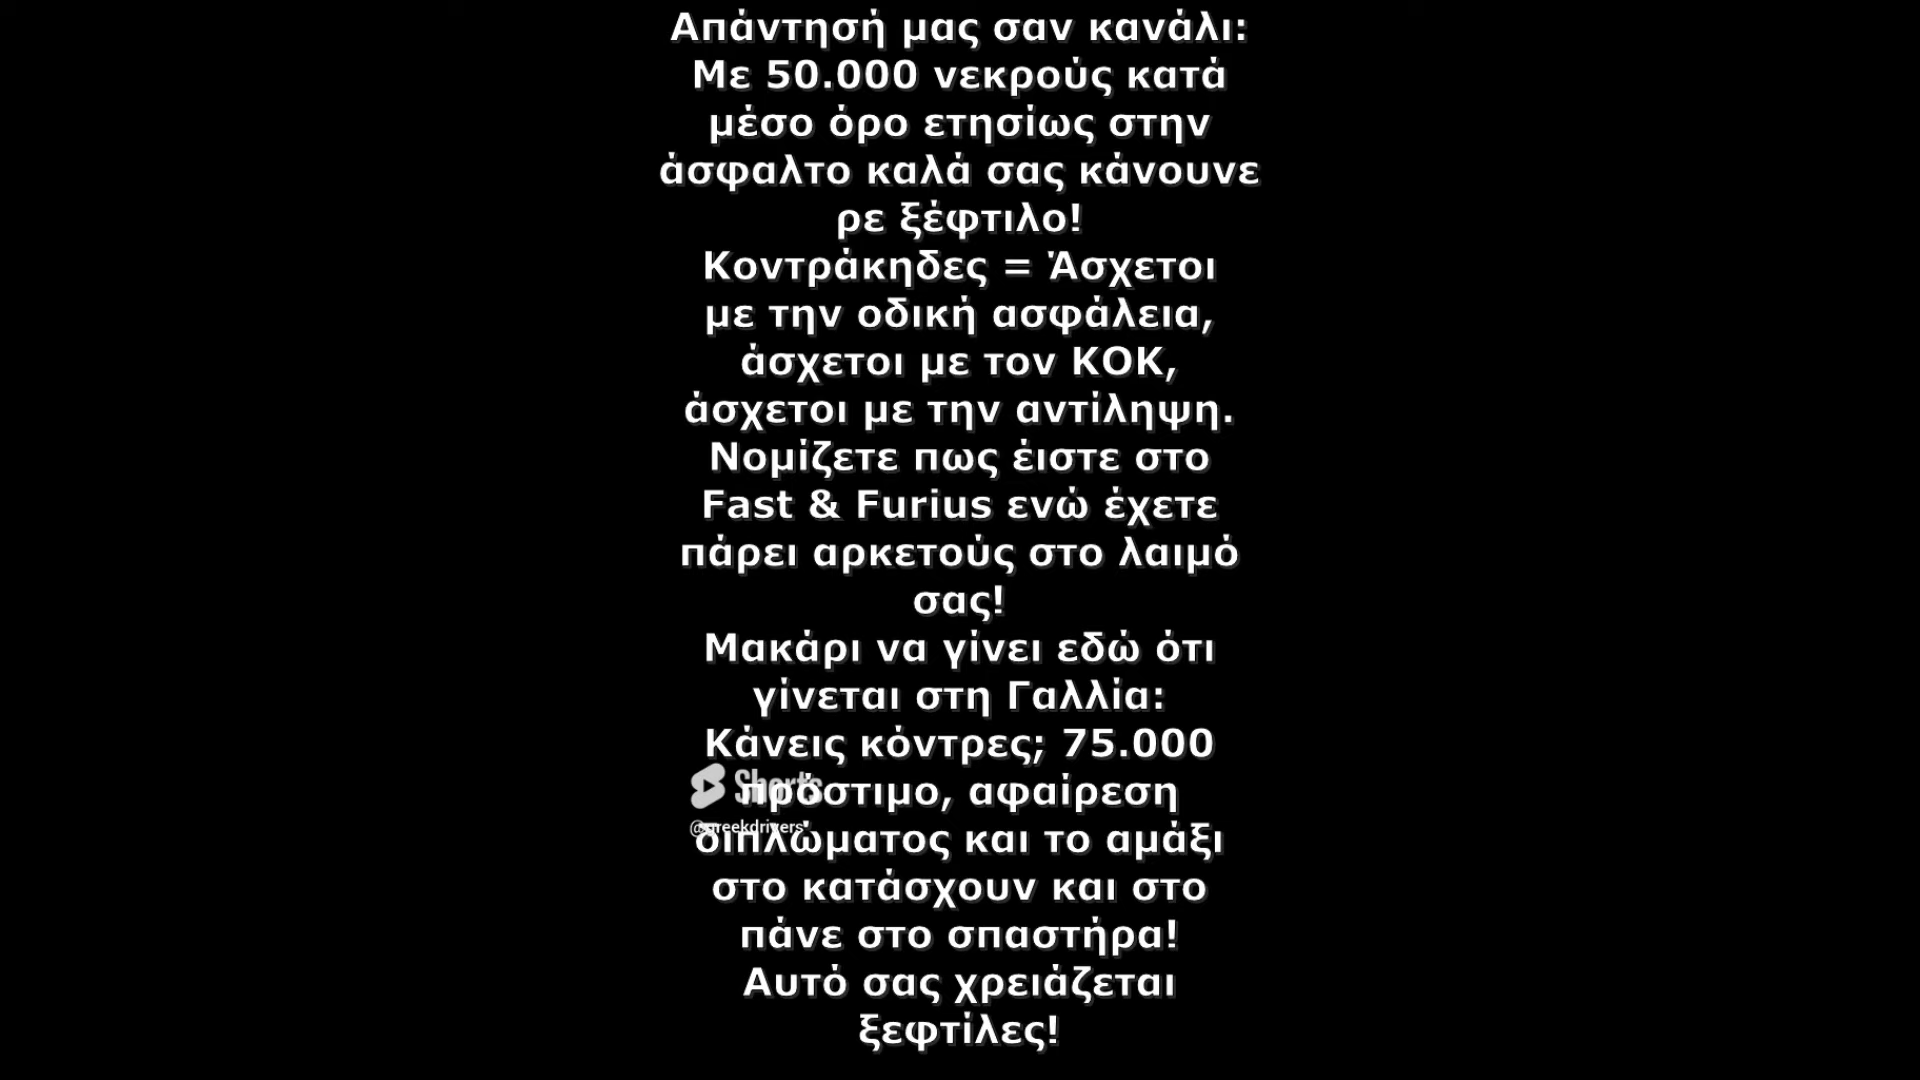 Απάντησή μας σαν κανάλι:
Με 50.000 νεκρούς κατά
μέσο όρο ετησίως στην
άσφαλτο καλά σας κάνουνε
ρε ξέφτιλο!
Κοντράκηδες = Άσχετοι
με την οδική ασφάλεια,
άσχετοι με τον ΚΟΚ,
άσχετοι με την αντίληψη.
Νομίζετε πως έιστε στο
Fast & Furius ενώ έχετε
πάρει αρκετούς στο λαιμό
σας!
Μακάρι να γίνει εδώ ότι
γίνεται στη Γαλλία:
Κάνεις κόντρες; 75.000
πρόστιμο, αφαίρεση
Shorts
@greekdrivers
διπλώματος και το αμάξι
στο κατάσχουν και στο
πάνε στο σπαστήρα!
Αυτό σας χρειάζεται
ξεφτίλες!